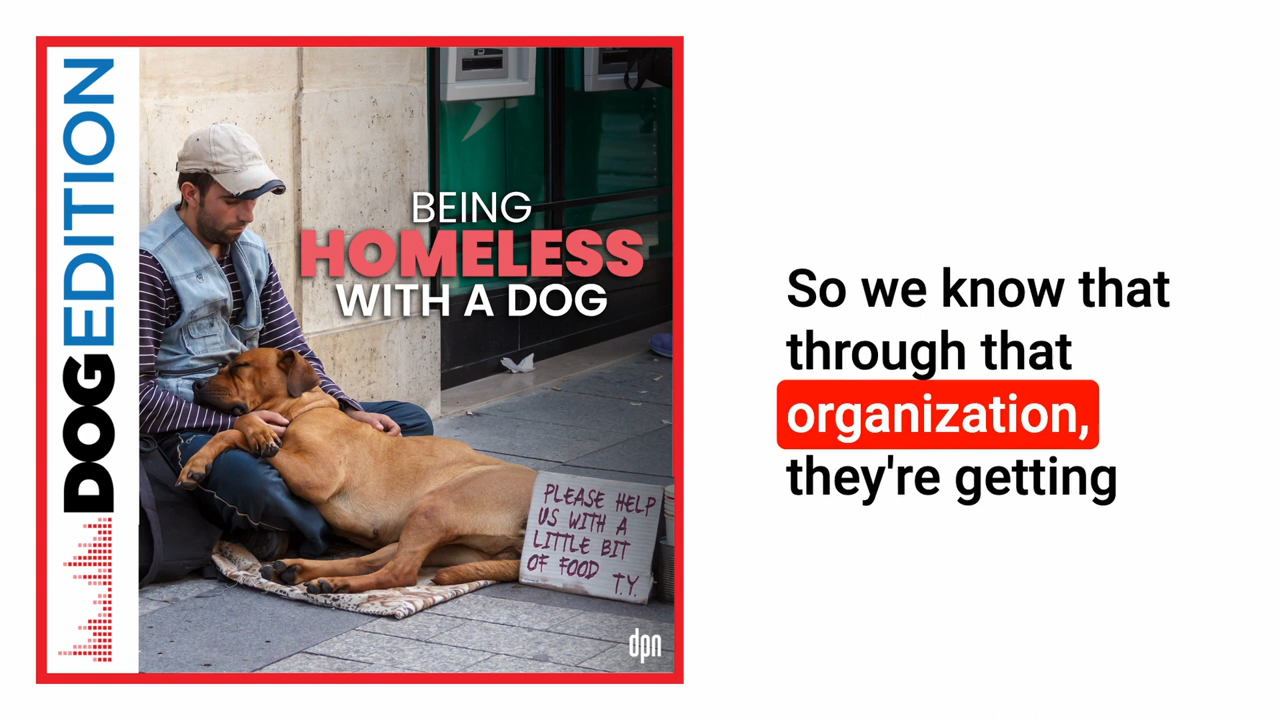 DOGEDITION
BEING
HOMELESS
WITH A DOG
PLEASE HELP
US WITH A
LITTLE BIT
OF FOOD T.Y.
dpn
So we know that
through that
organization,
they're getting